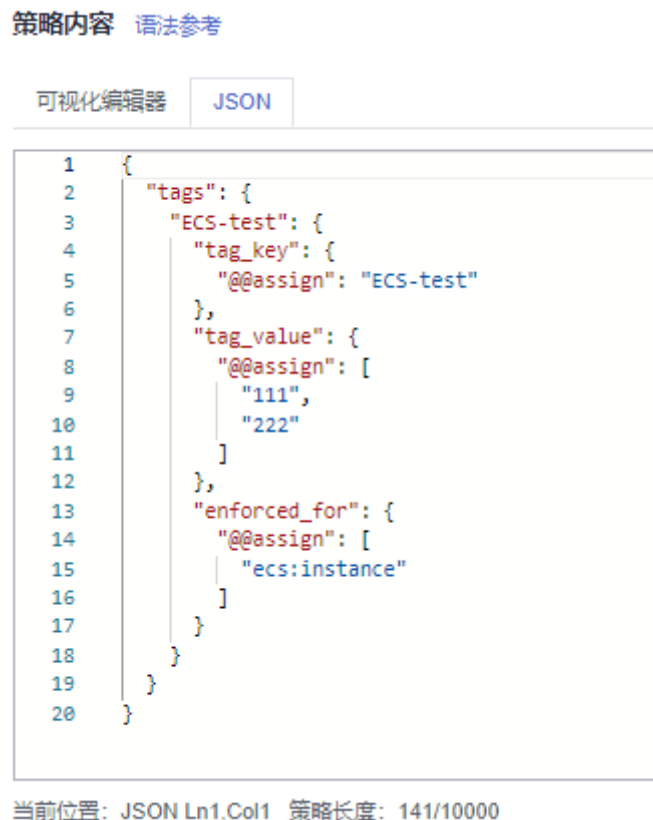 策略内容 语法参考
可视化编辑器 JSON
1 {
2 "tags": {
3 "ECS-test": {
4 "tag_key": {
5 "@@assign": "ECS-test"
6 },
7 "tag_value": {
8 "@@assign": [
9 "111",
10 "222"
11 ]
12 },
13 "enforced_for": {
14 "@@assign": [
15 "ecs:instance"
16 ]
17 }
18 }
19 }
20 }
当前位置：JSON Ln1,Col1 策略长度：141/10000